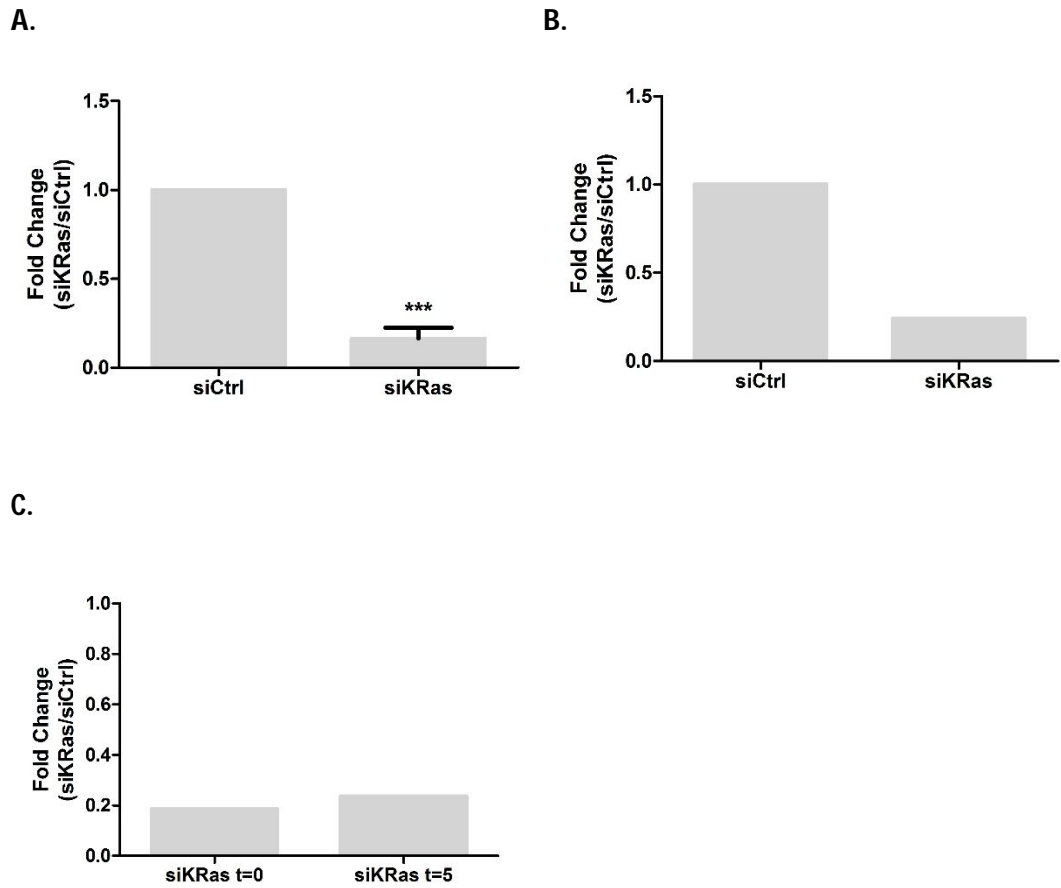 A.
Fold Change
(siKRas/siCtrl)
1.5
1.0
0.5
0.0
***
siCtrl
siKRas
B.
Fold Change
(siKRas/siCtrl)
1.5
1.0
0.5
0.0
siCtrl
siKRas
C.
Fold Change
(siKRas/siCtrl)
1.0
0.8
0.6
0.4
0.2
0.0
siKRas t=0
siKRas t=5